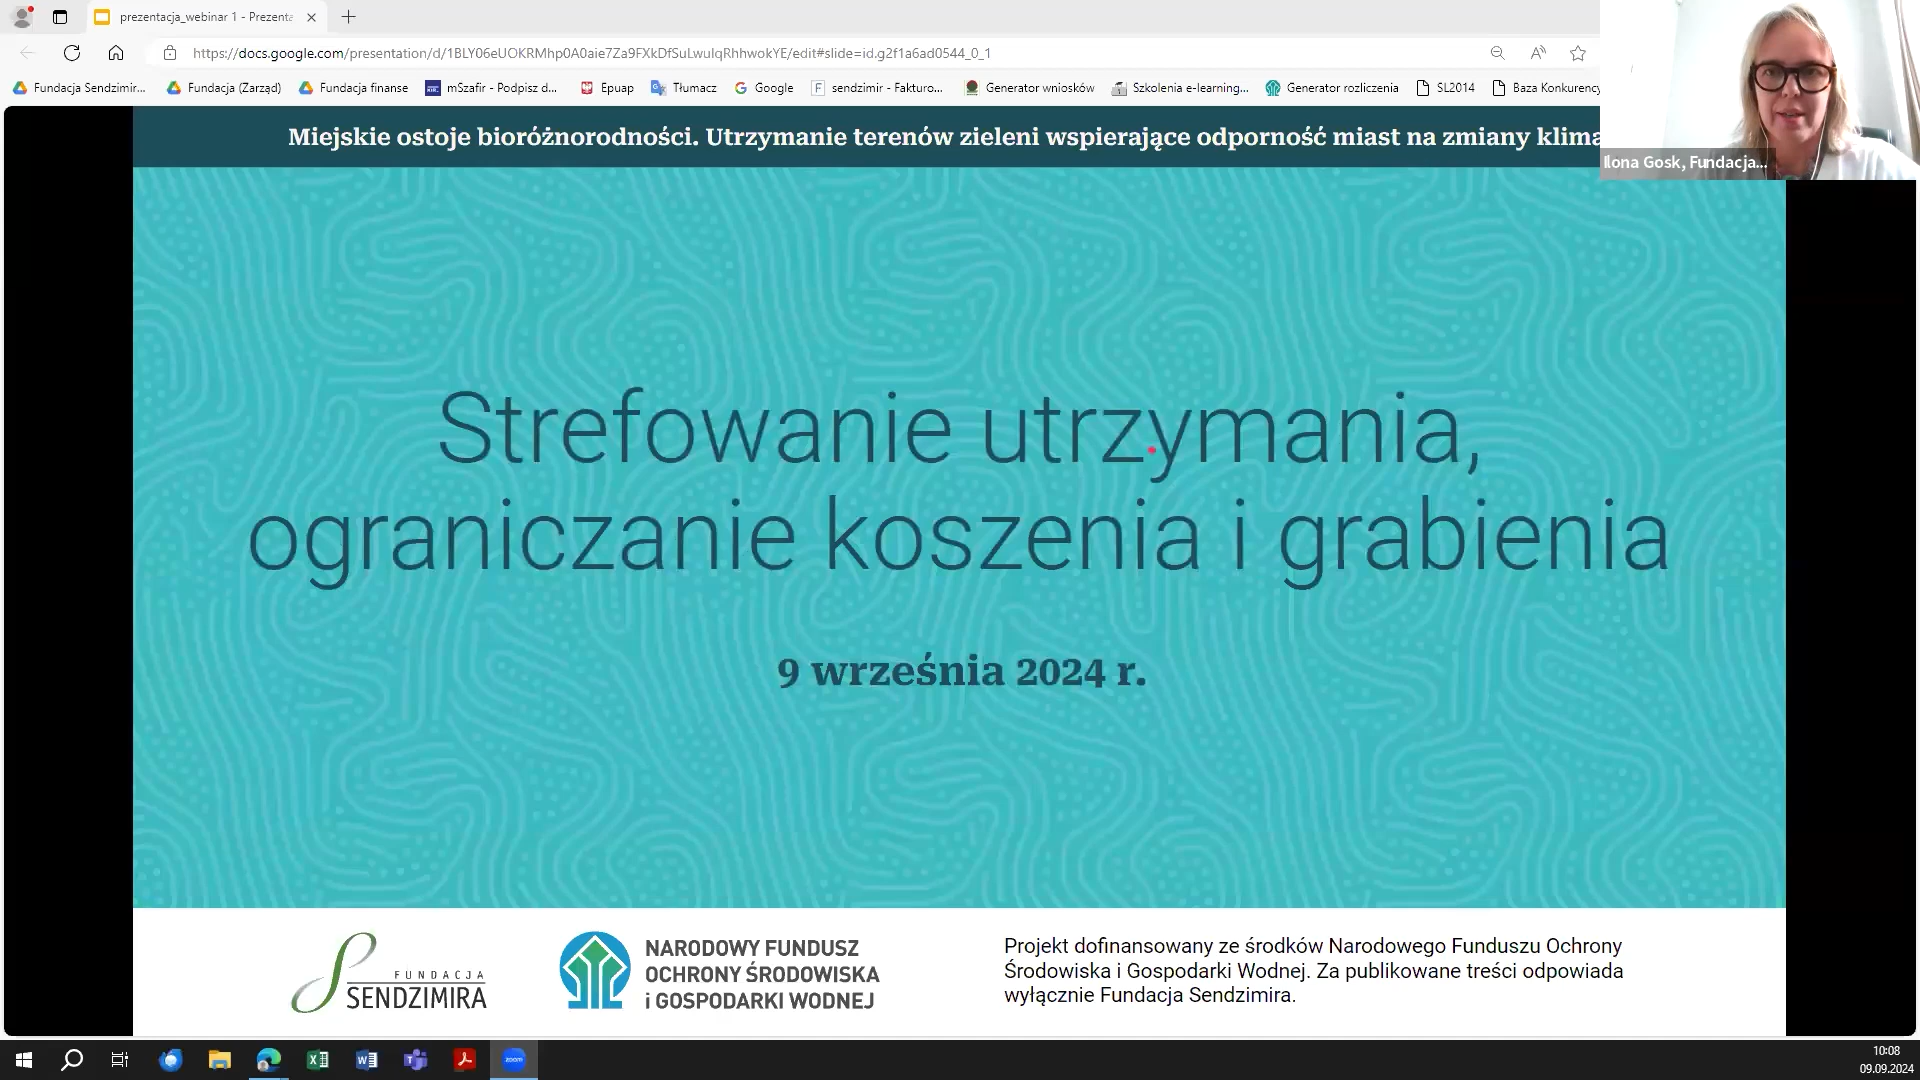 prezentacja_webinar 1 - Prezenta
https://docs.google.com/presentation/d/1BLY06eUOKRMhp0A0aie7Za9FXkDfSuLwulqRhhwokYE/edit#slide=id.g2f1a6ad0544_0_1
Fundacja Sendzimir... Fundacja (Zarząd) Fundacja finanse mSzafir - Podpisz d... Epuap Tłumacz Google sendzimir - Fakturo... Generator wniosków Szkolenia e-learning... Generator rozliczenia SL2014 Baza Konkurency
Miejskie ostoje bioróżnorodności. Utrzymanie terenów zieleni wspierające odporność miast na zmiany klima
Ilona Gosk, Fundacja...
Strefowanie utrzymania,
ograniczanie koszenia i grabienia
9 września 2024 r.
FUNDACJA
SENDZIMIRA
NARODOWY FUNDUSZ
OCHRONY ŚRODOWISKA
i GOSPODARKI WODNEJ
Projekt dofinansowany ze środków Narodowego Funduszu Ochrony
Środowiska i Gospodarki Wodnej. Za publikowane treści odpowiada
wyłącznie Fundacja Sendzimira.
zoom
10:08
09.09.2024